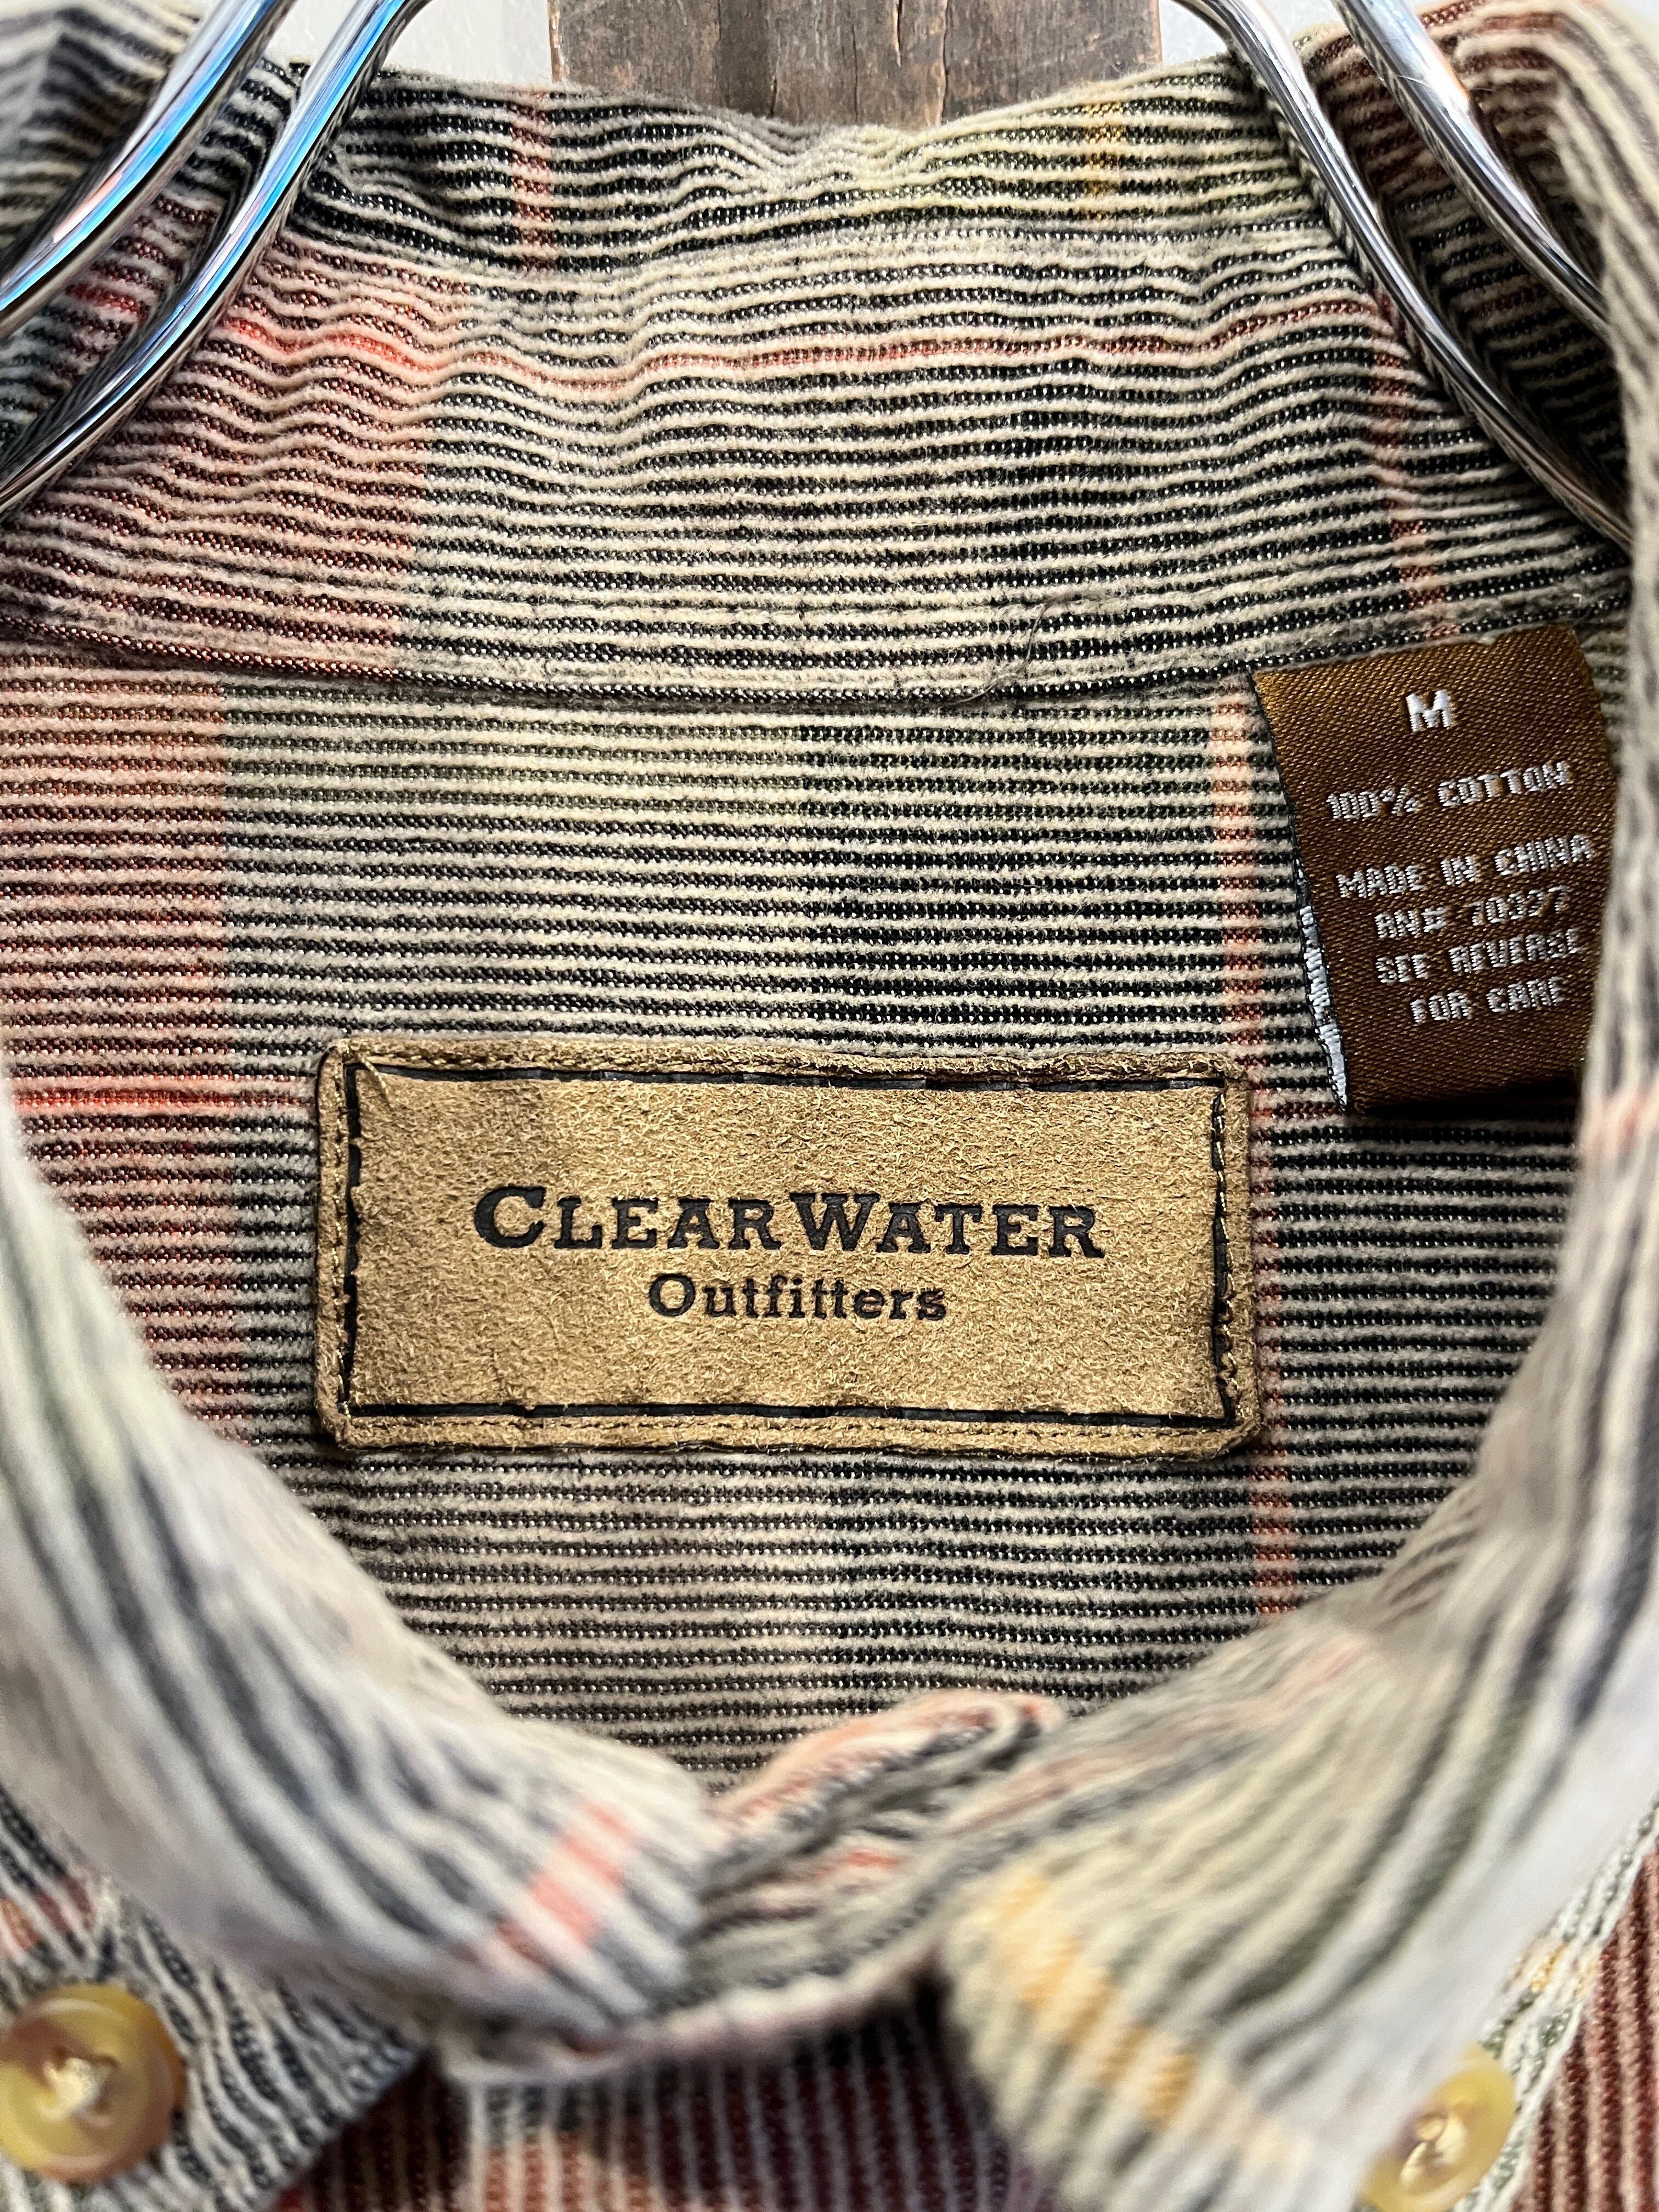 M
100% COTTON
MADE IN CHINA
RN# 70377
SEE REVERSE
FOR CARE
CLEARWATER
Outfitters